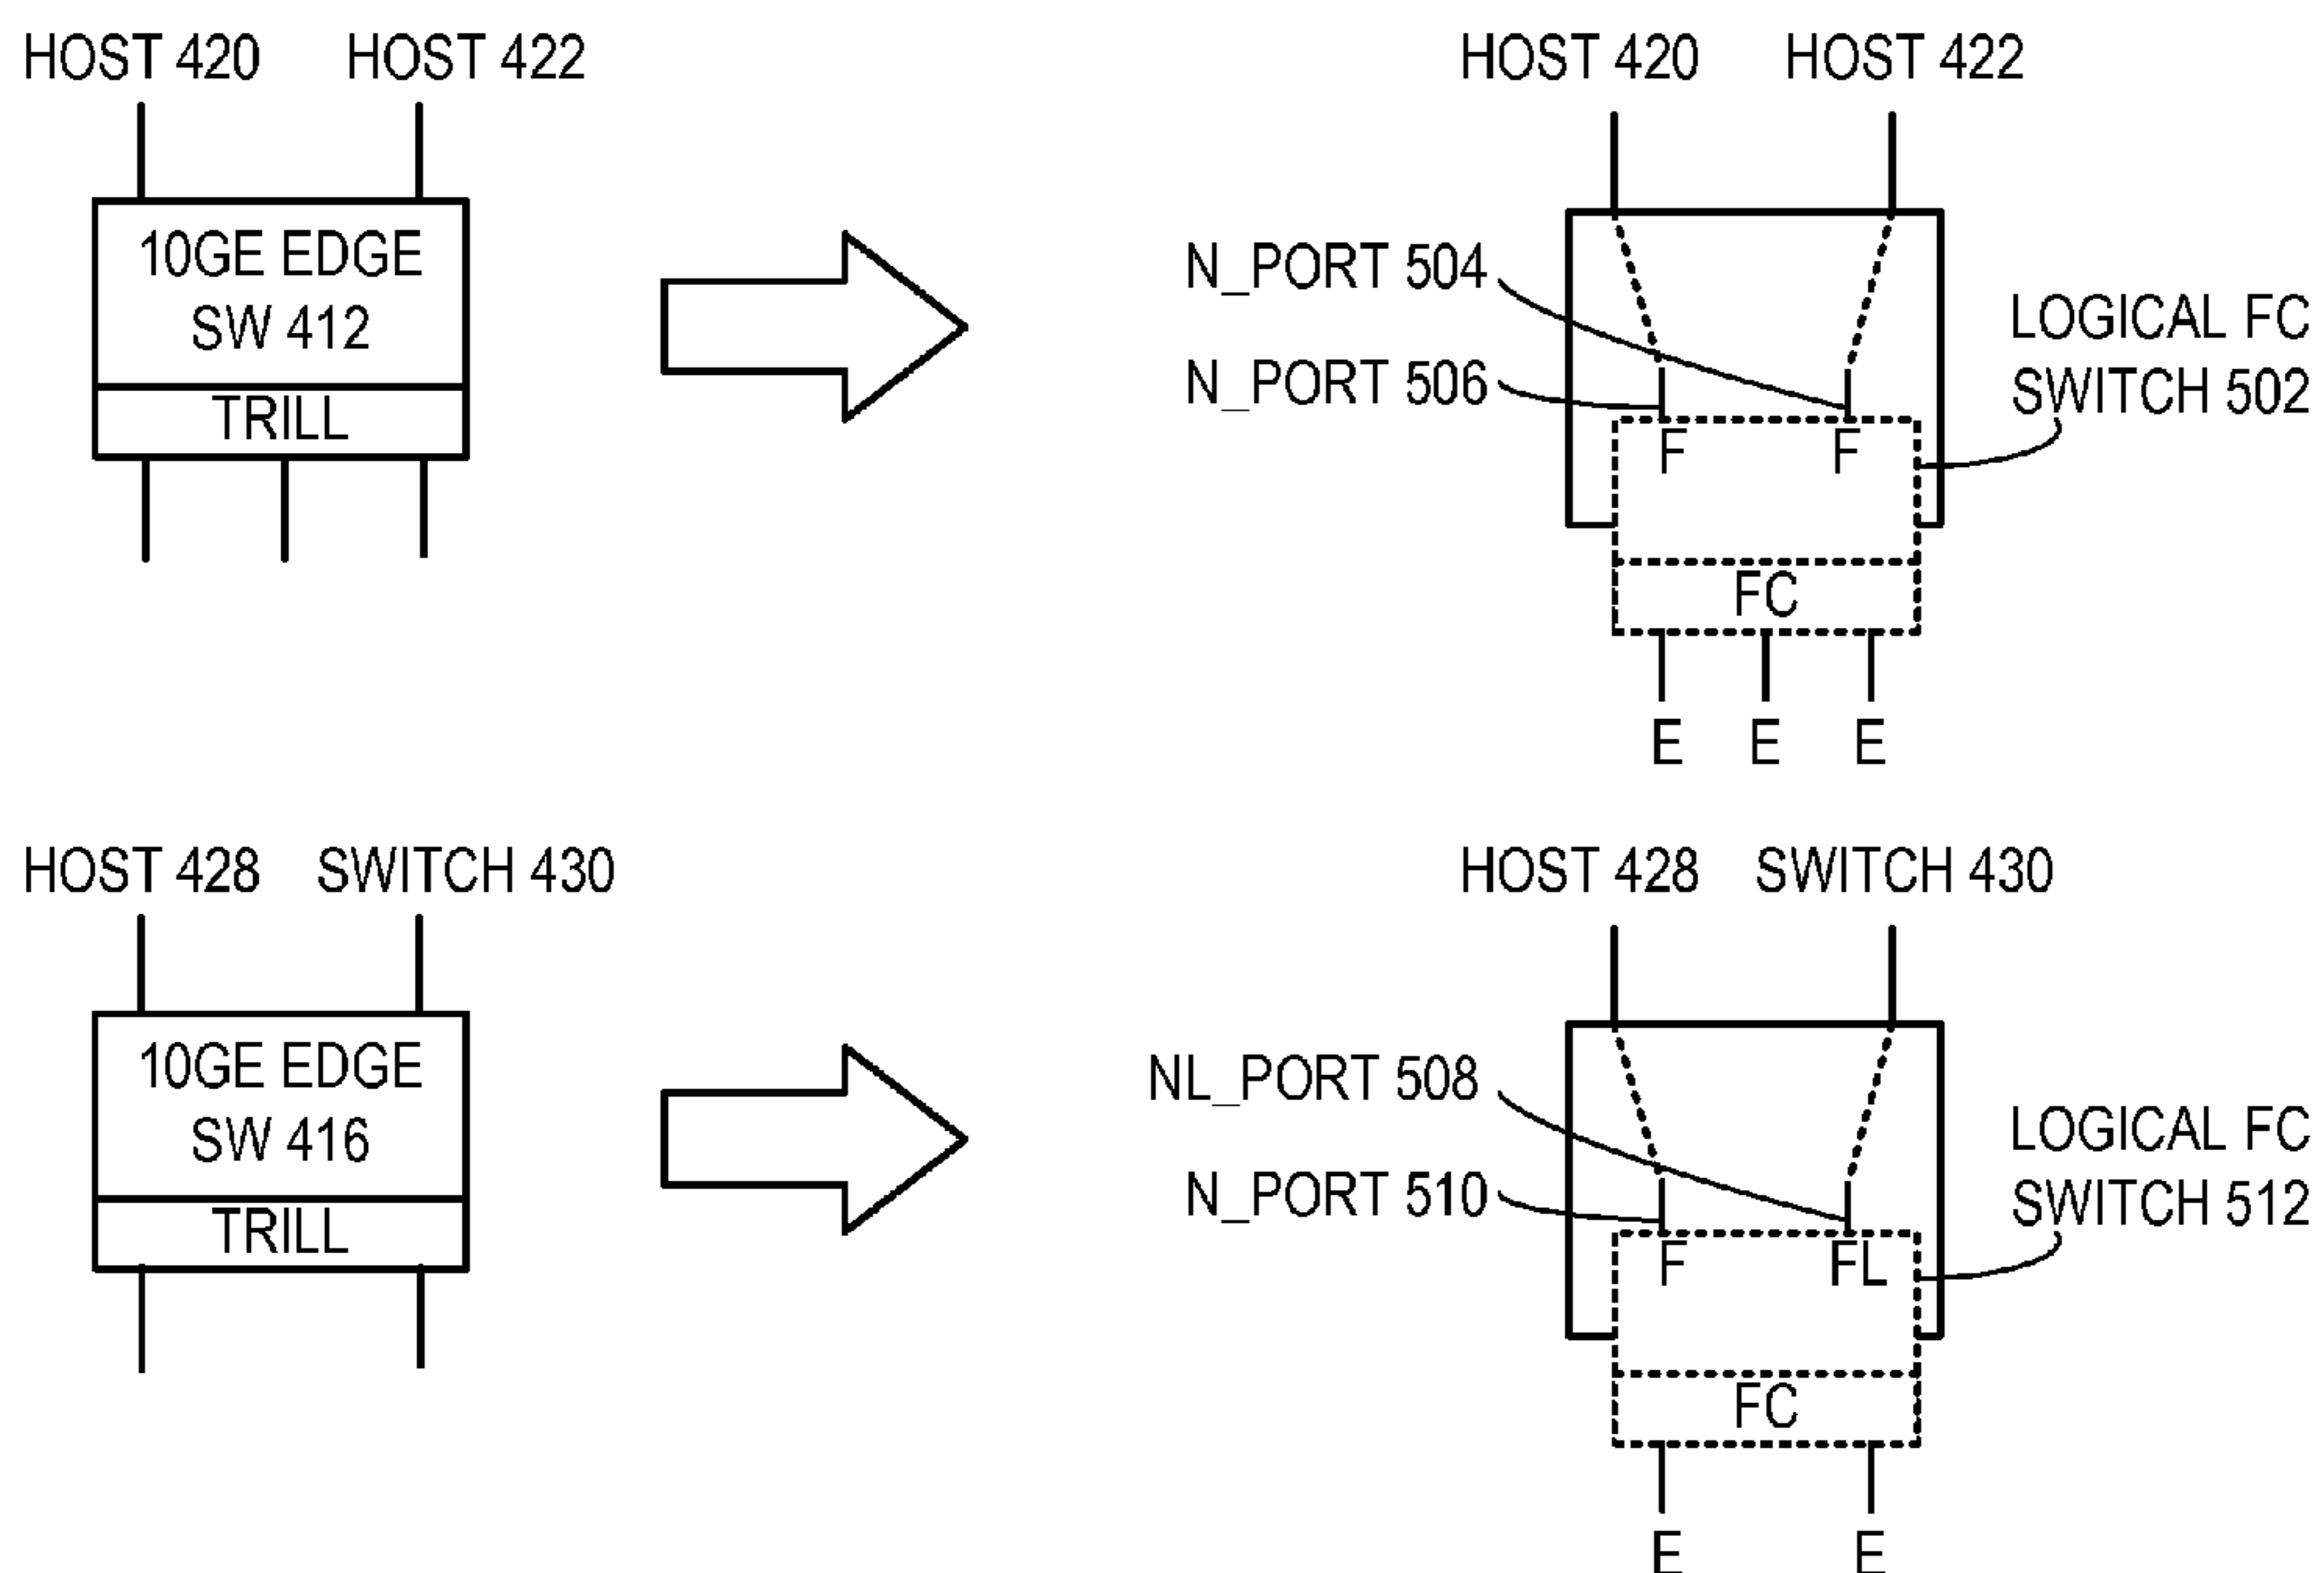 HOST 420 HOST 422
10GE EDGE
SW 412
TRILL
HOST 420 HOST 422
N_PORT 504
N_PORT 506
LOGICAL FC
SWITCH 502
F F
FC
E E E
HOST 428 SWITCH 430
10GE EDGE
SW 416
TRILL
HOST 428 SWITCH 430
NL_PORT 508
N_PORT 510
LOGICAL FC
SWITCH 512
F FL
FC
E E